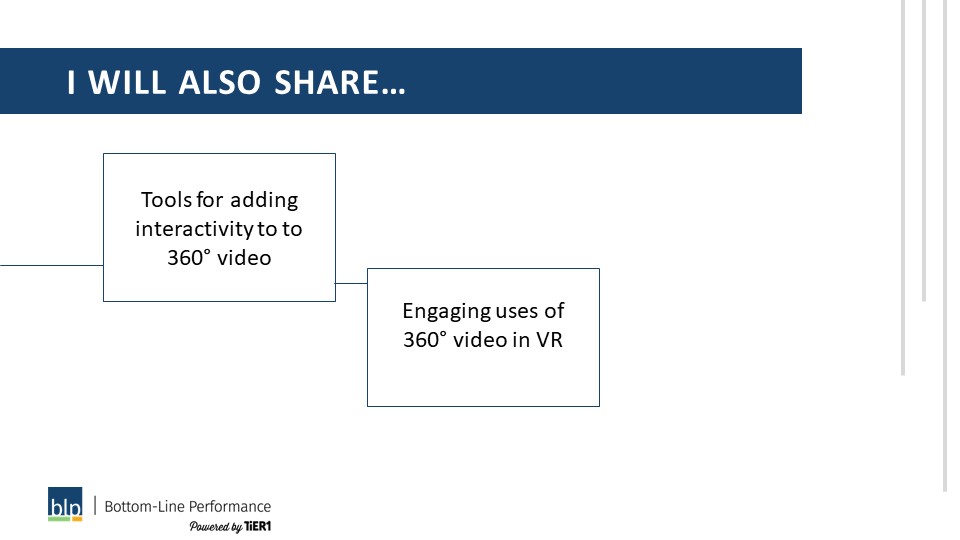 I WILL ALSO SHARE…
Tools for adding
interactivity to to
360° video
Engaging uses of
360° video in VR
blp | Bottom-Line Performance
Powered by TiER1